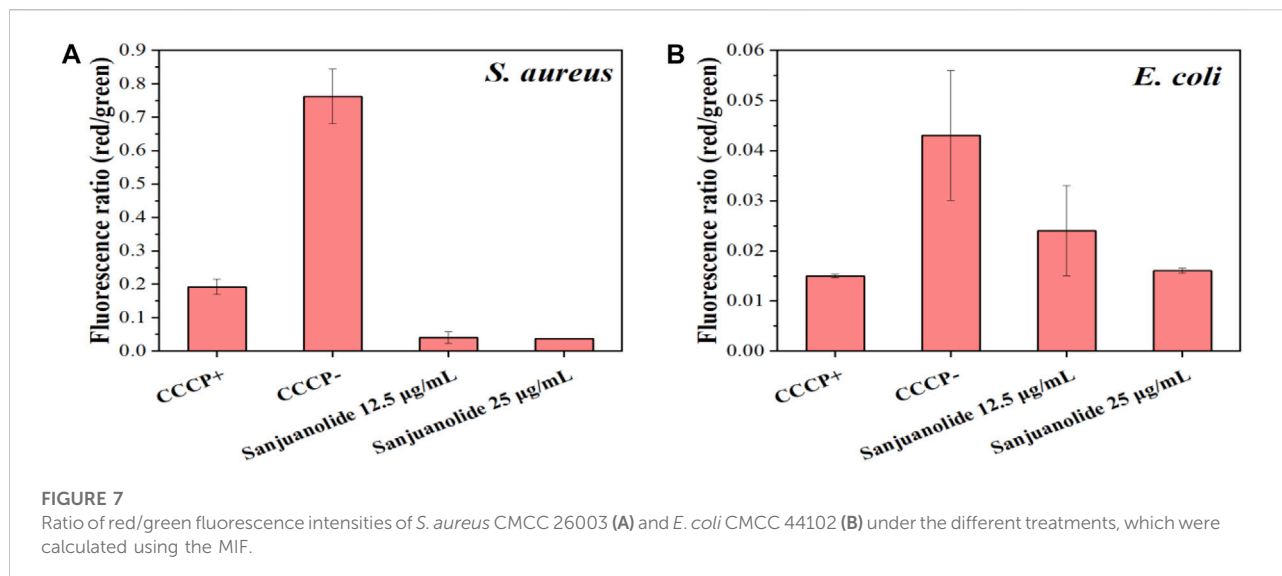 A
S. aureus
Fluorescence ratio (red/green)
0.9
0.8
0.7
0.6
0.5
0.4
0.3
0.2
0.1
0.0
CCCP+
CCCP-
Sanjuanolide 12.5 μg/mL
Sanjuanolide 25 μg/mL
B
E. coli
Fluorescence ratio (red/green)
0.06
0.05
0.04
0.03
0.02
0.01
0.00
CCCP+
CCCP-
Sanjuanolide 12.5 μg/mL
Sanjuanolide 25 μg/mL
FIGURE 7
Ratio of red/green fluorescence intensities of S. aureus CMCC 26003 (A) and E. coli CMCC 44102 (B) under the different treatments, which were
calculated using the MIF.